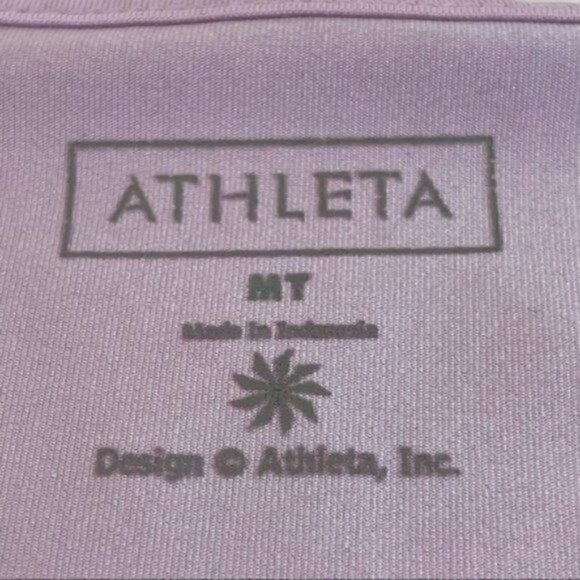 ATHLETA
MT
Made In Indonesia
Design © Athleta, Inc.